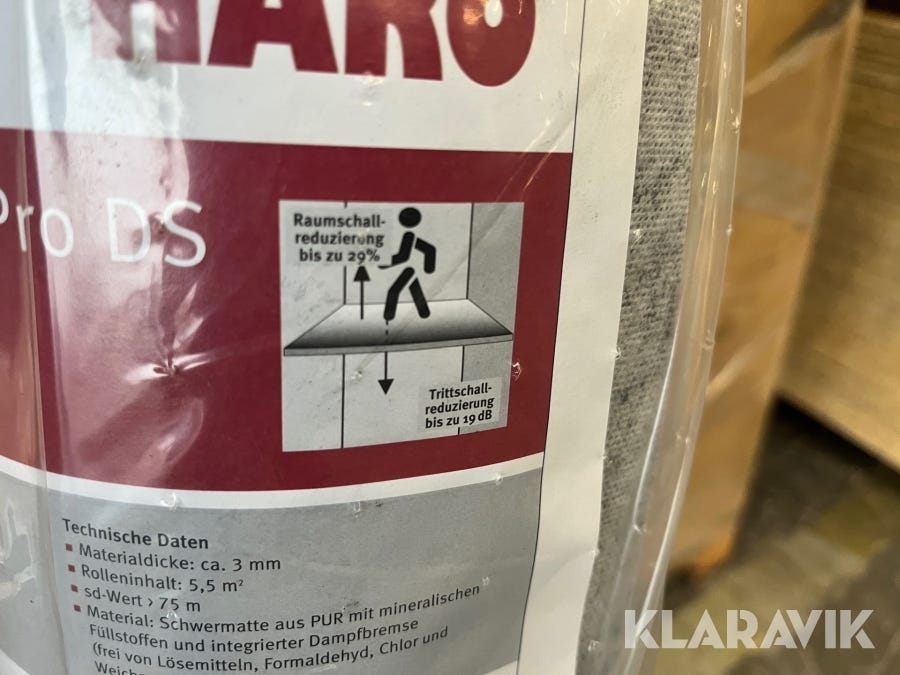 HARO
Pro DS
Raumschall-
reduzierung
bis zu 29%
Trittschall-
reduzierung
bis zu 19 dB
Technische Daten
▪ Materialdicke: ca. 3 mm
▪ Rolleninhalt: 5,5 m²
▪ sd-Wert › 75 m
▪ Material: Schwermatte aus PUR mit mineralischen
Füllstoffen und integrierter Dampfbremse
(frei von Lösemitteln, Formaldehyd, Chlor und
KLARAVIK